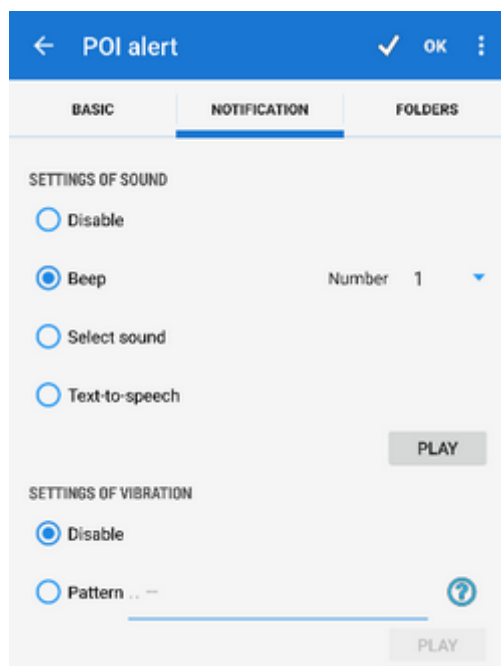 POI alert OK
BASIC NOTIFICATION FOLDERS
SETTINGS OF SOUND
Disable
Beep Number 1
Select sound
Text-to-speech
PLAY
SETTINGS OF VIBRATION
Disable
Pattern .. –
?
PLAY